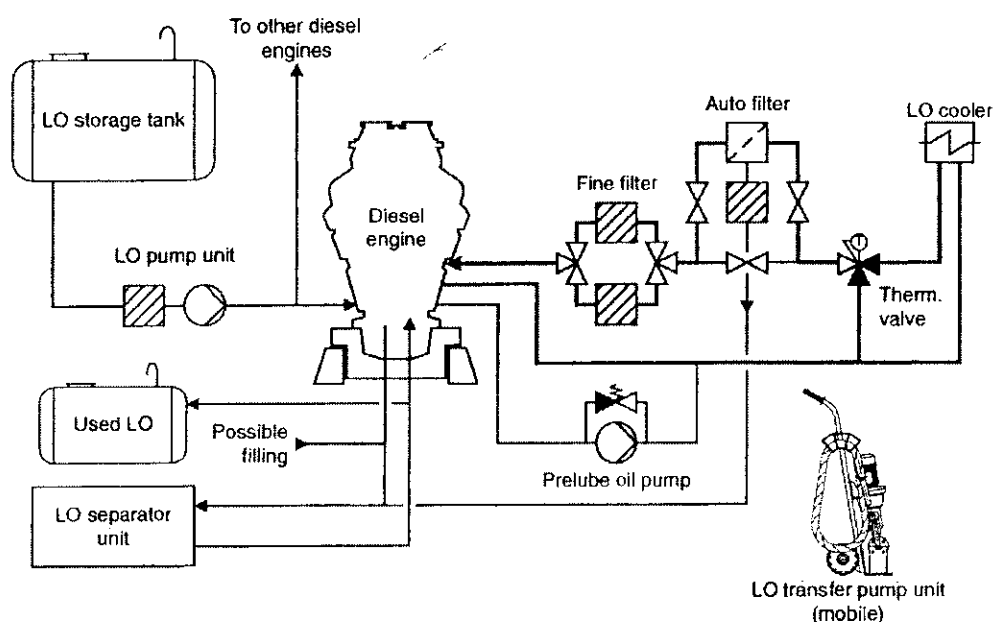 To other diesel
engines
LO storage tank
Auto filter
LO cooler
Fine filter
Diesel
engine
LO pump unit
T
Therm.
valve
Used LO
Possible
filling
Prelube oil pump
LO separator
unit
LO transfer pump unit
(mobile)